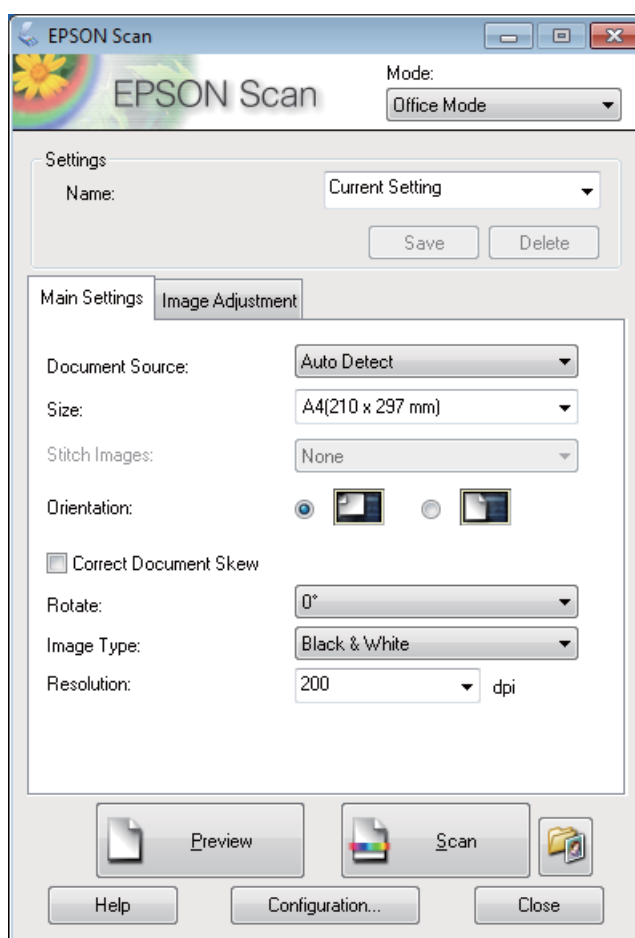 EPSON Scan
EPSON Scan
Mode:
Office Mode
Settings
Name:
Current Setting
Save
Delete
Main Settings
Image Adjustment
Document Source:
Auto Detect
Size:
A4(210 x 297 mm)
Stitch Images:
None
Orientation:
Correct Document Skew
Rotate:
0°
Image Type:
Black & White
Resolution:
200
dpi
Preview
Scan
Help
Configuration...
Close